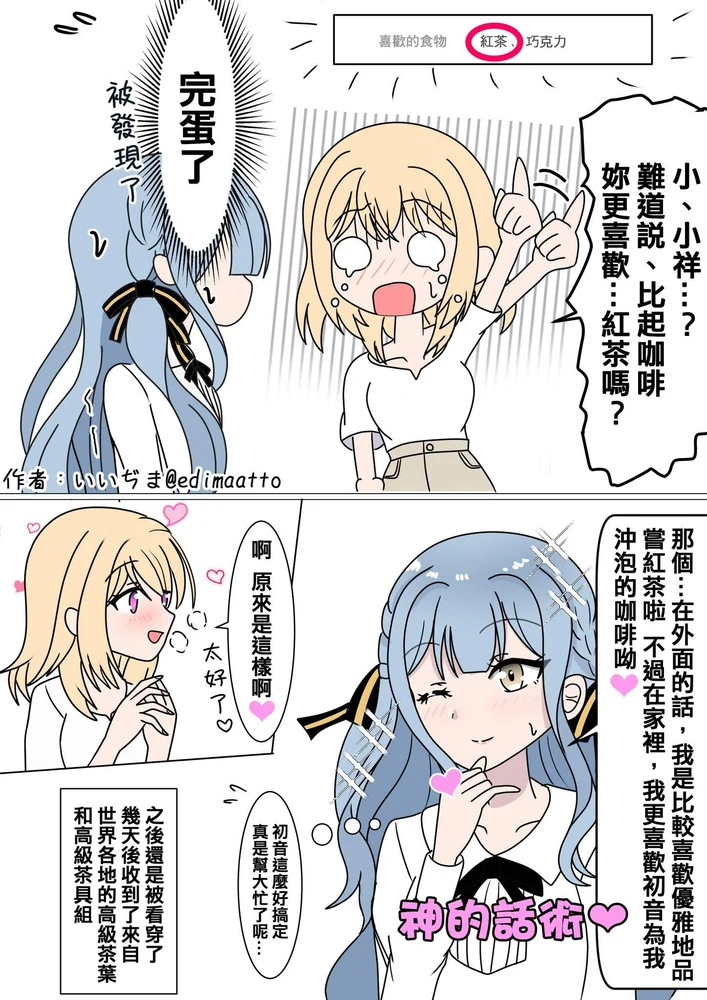 喜歡的食物 紅茶、巧克力
小、小祥…?
難道説、比起咖啡
妳更喜歡…紅茶嗎?
完蛋了
被發現了
作者:いいぢま@edimaatto
那個…在外面的話，我是比較喜歡優雅地品
嘗紅茶啦 不過在家裡，我更喜歡初音為我
沖泡的咖啡呦♥
啊 原來是這樣啊♥
太好了♡
初音這麼好搞定
真是幫大忙了呢…
神的話術♥
之後還是被看穿了
幾天後收到了來自
世界各地的高級茶葉
和高級茶具組